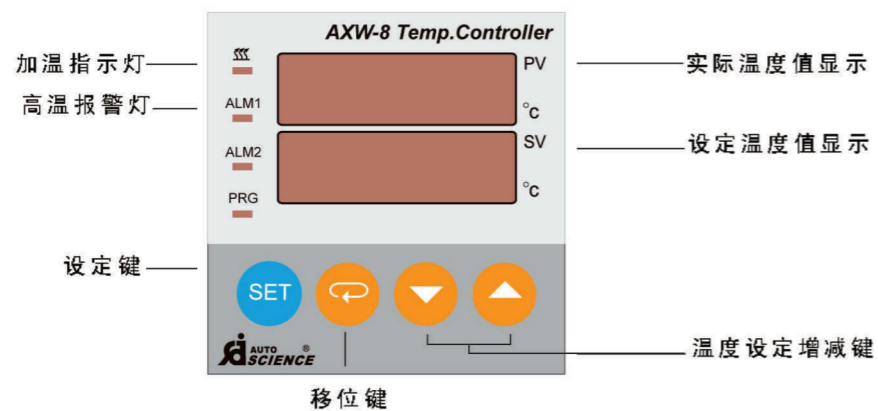 AXW-8 Temp.Controller
加温指示灯
PV
实际温度值显示
高温报警灯
ALM1
°c
SV
设定温度值显示
ALM2
°c
PRG
设定键
SET
AUTO ®
SCIENCE
温度设定增减键
移位键